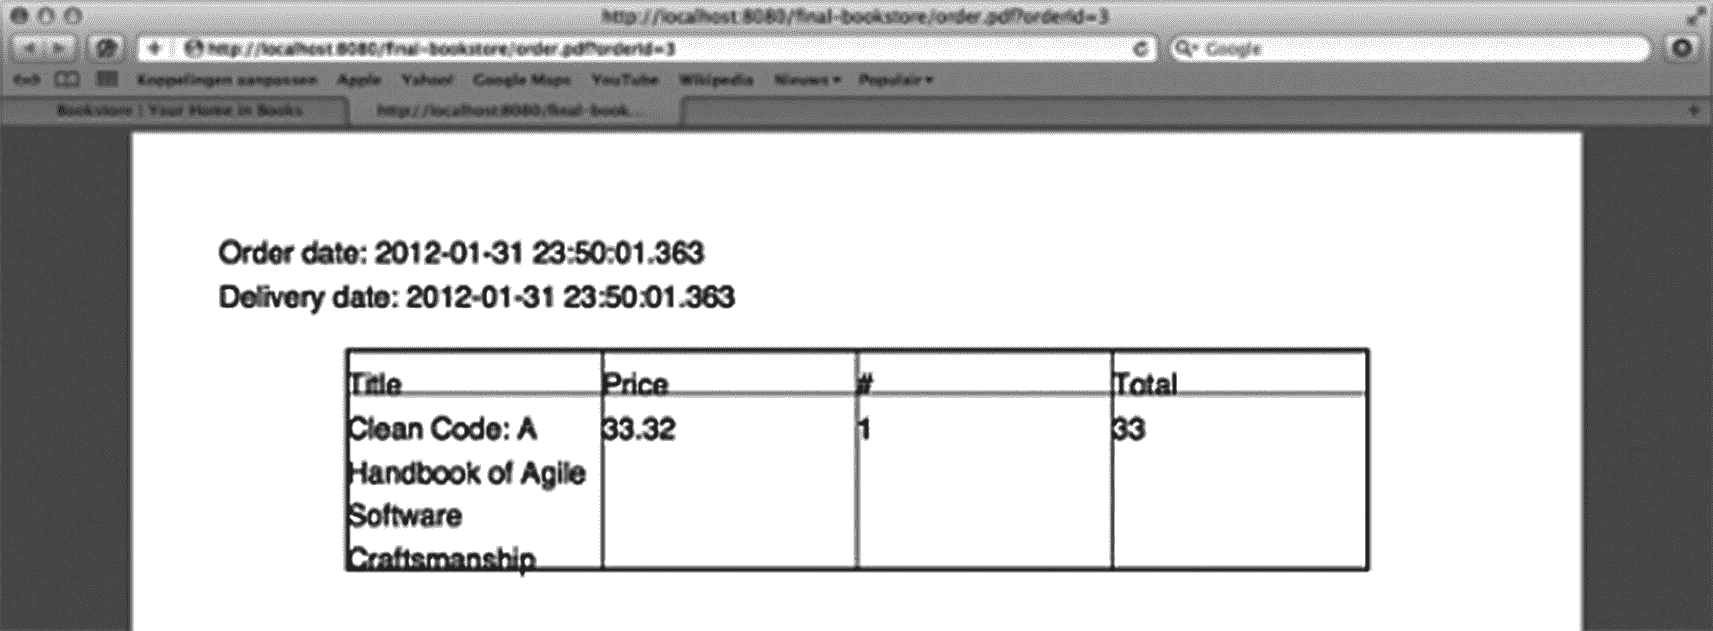 http://localhost:8080/final-bookstore/order.pdf?orderId=3
http://localhost:8080/final-bookstore/order.pdf?orderId=3 Google
Koppelingen aanpassen Apple Yahoo! Google Maps YouTube Wikipedia Nieuws Populair
Bookstore | Your Home in Books http://localhost:8080/final-book...
Order date: 2012-01-31 23:50:01.363
Delivery date: 2012-01-31 23:50:01.363
Title Price # Total
Clean Code: A 33.32 1 33
Handbook of Agile
Software
Craftsmanship